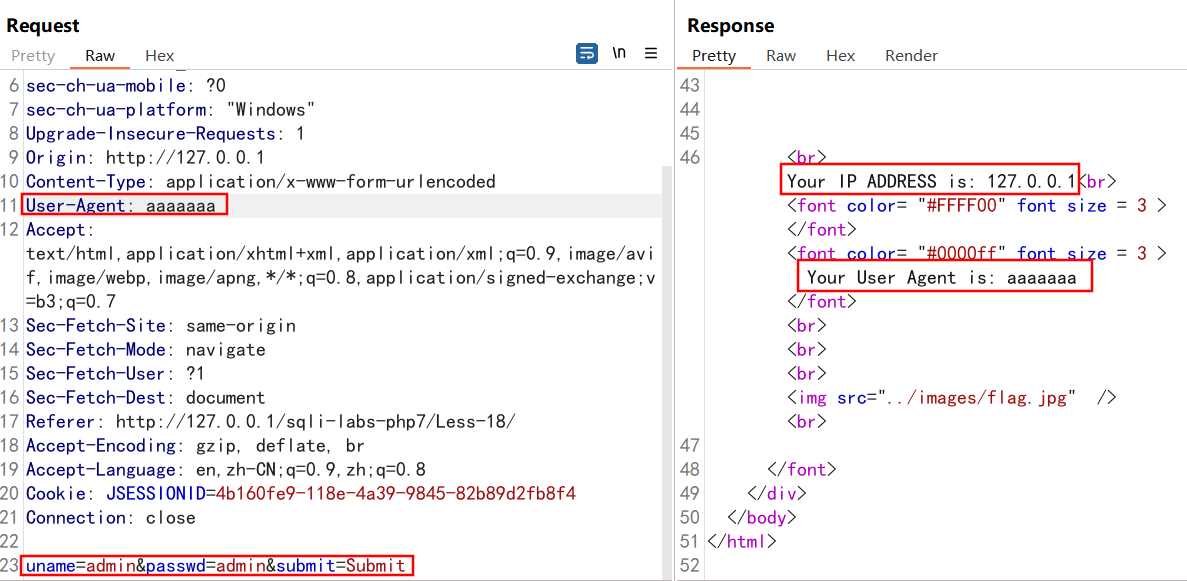 Request
Pretty Raw Hex \n
6 sec-ch-ua-mobile: ?0
7 sec-ch-ua-platform: "Windows"
8 Upgrade-Insecure-Requests: 1
9 Origin: http://127.0.0.1
10 Content-Type: application/x-www-form-urlencoded
11 User-Agent: aaaaaaa
12 Accept:
text/html,application/xhtml+xml,application/xml;q=0.9,image/avi
f,image/webp,image/apng,*/*;q=0.8,application/signed-exchange;v
=b3;q=0.7
13 Sec-Fetch-Site: same-origin
14 Sec-Fetch-Mode: navigate
15 Sec-Fetch-User: ?1
16 Sec-Fetch-Dest: document
17 Referer: http://127.0.0.1/sqli-labs-php7/Less-18/
18 Accept-Encoding: gzip, deflate, br
19 Accept-Language: en,zh-CN;q=0.9,zh;q=0.8
20 Cookie: JSESSIONID=4b160fe9-118e-4a39-9845-82b89d2fb8f4
21 Connection: close
22
23 uname=admin&passwd=admin&submit=Submit
Response
Pretty Raw Hex Render
43
44
45
46 <br>
Your IP ADDRESS is: 127.0.0.1<br>
<font color= "#FFFF00" font size = 3 >
</font>
<font color= "#0000ff" font size = 3 >
Your User Agent is: aaaaaaa
</font>
<br>
<br>
<br>
<img src="../images/flag.jpg" />
<br>
47
48 </font>
49 </div>
50 </body>
51 </html>
52